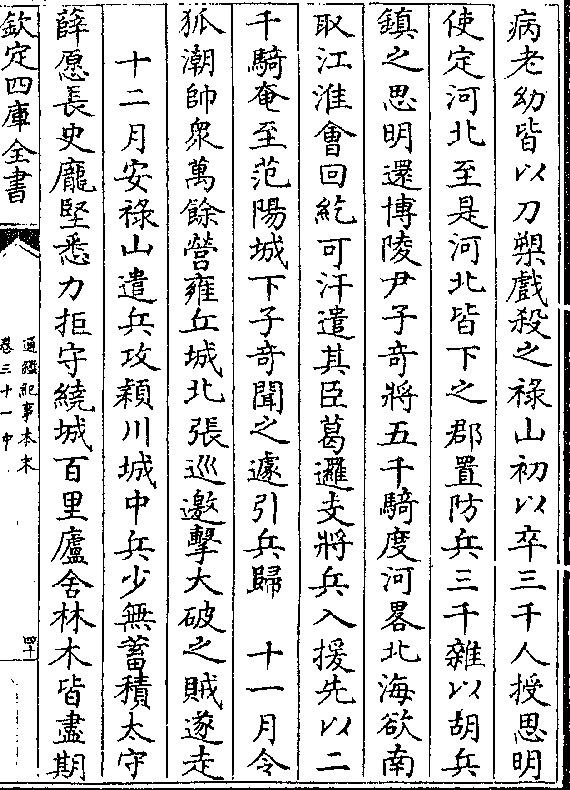 病老幼皆以刀槊戲殺之祿山初以卒三千人授思明
使定河北至是河北皆下之郡置防兵三千雜以胡兵
鎮之思明還博陵尹子奇將五千騎度河畧北海欲南
取江淮會回紇可汗遣其臣葛邏支將兵入援先以二
千騎奄至范陽城下子奇聞之遽引兵歸 十一月令
狐潮帥衆萬餘營雍丘城北張巡邀擊大破之賊遂走
十二月安祿山遣兵攻潁川城中兵少無蓄積太守
薛愿長史龐堅悉力拒守繞城百里廬舍林木皆盡期
欽定四庫全書
通鑑紀事本末
卷三十一中
四十